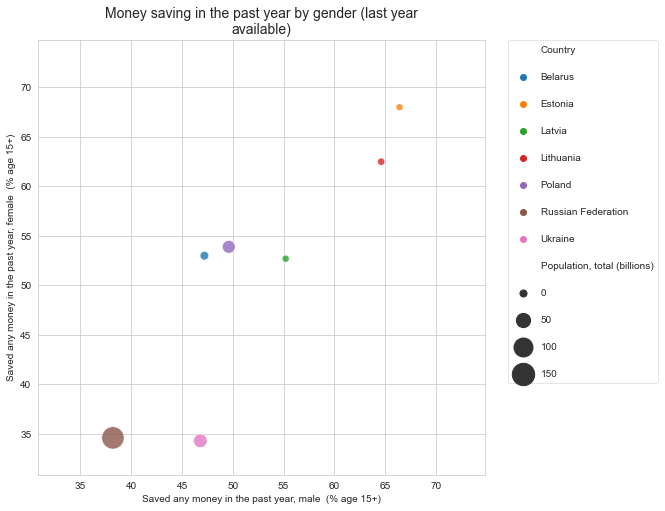 Money saving in the past year by gender (last year
available)
Saved any money in the past year, female  (% age 15+)
70
65
60
55
50
45
40
35
35
40
45
50
55
60
65
70
Saved any money in the past year, male  (% age 15+)
Country
Belarus
Estonia
Latvia
Lithuania
Poland
Russian Federation
Ukraine
Population, total (billions)
0
50
100
150